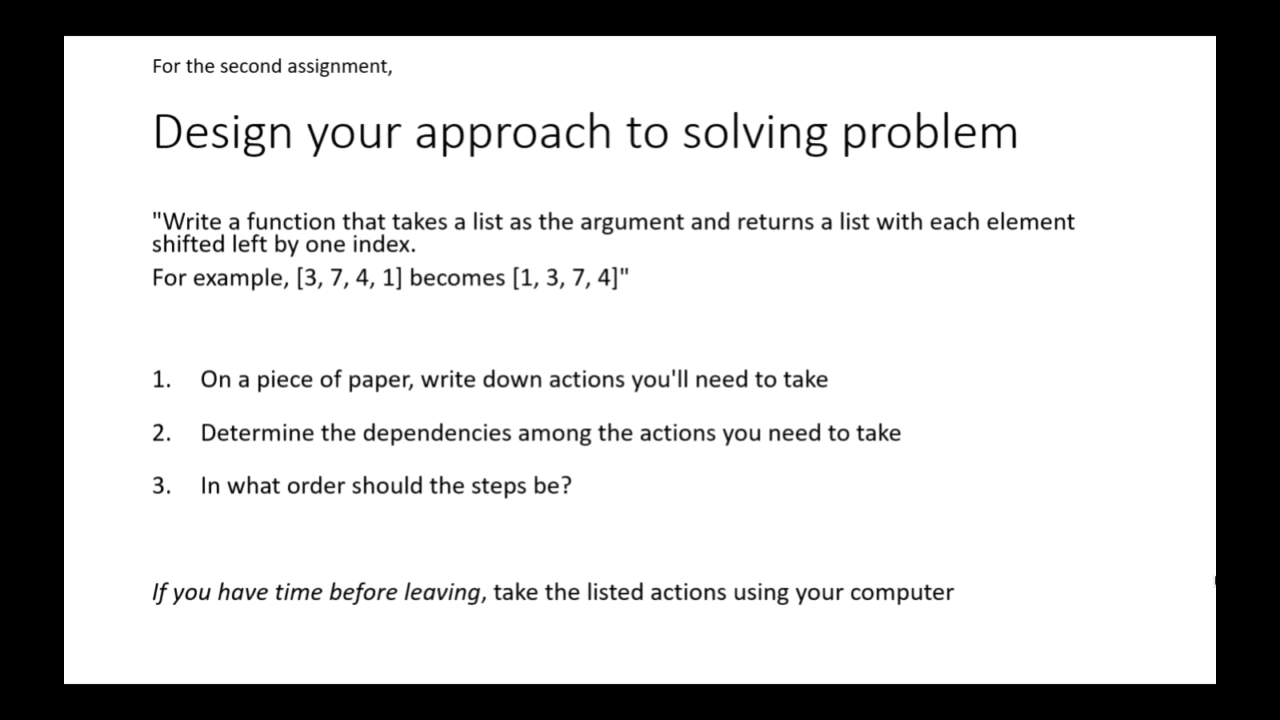 For the second assignment,
Design your approach to solving problem
"Write a function that takes a list as the argument and returns a list with each element
shifted left by one index.
For example, [3, 7, 4, 1] becomes [1, 3, 7, 4]"
1. On a piece of paper, write down actions you'll need to take
2. Determine the dependencies among the actions you need to take
3. In what order should the steps be?
If you have time before leaving, take the listed actions using your computer